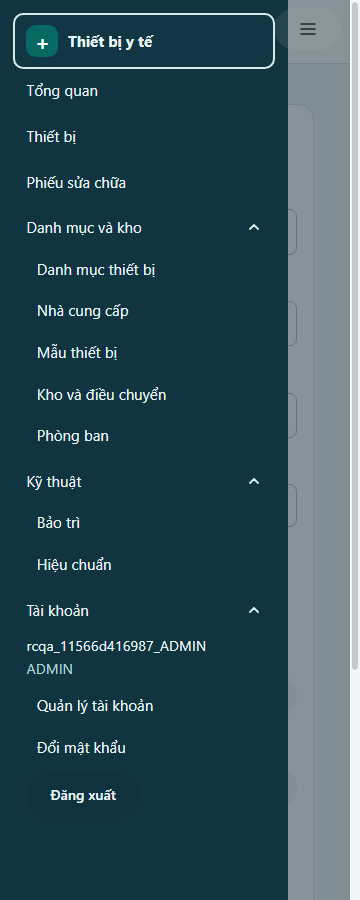 + Thiết bị y tế
Tổng quan
Thiết bị
Phiếu sửa chữa
Danh mục và kho
Danh mục thiết bị
Nhà cung cấp
Mẫu thiết bị
Kho và điều chuyển
Phòng ban
Kỹ thuật
Bảo trì
Hiệu chuẩn
Tài khoản
rcqa_11566d416987_ADMIN
ADMIN
Quản lý tài khoản
Đổi mật khẩu
Đăng xuất